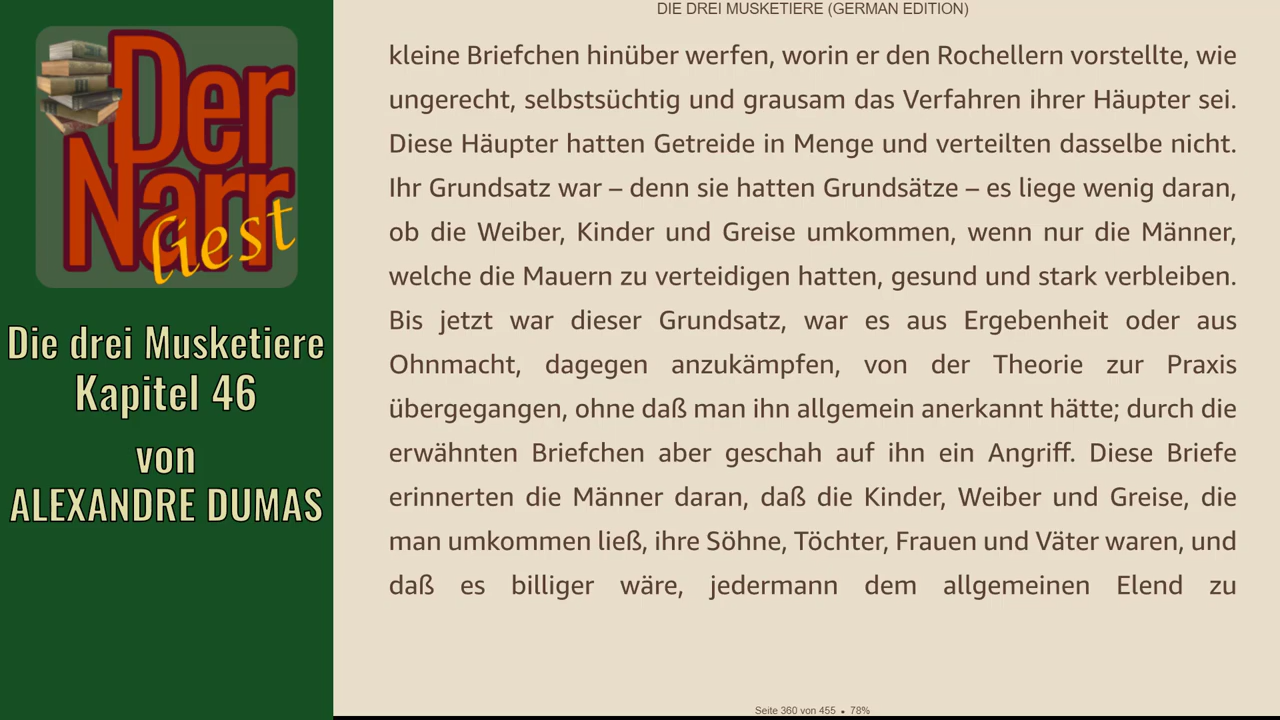 Der
Narr
liest
Die drei Musketiere
Kapitel 46
von
ALEXANDRE DUMAS
DIE DREI MUSKETIERE (GERMAN EDITION)
kleine Briefchen hinüber werfen, worin er den Rochellern vorstellte, wie
ungerecht, selbstsüchtig und grausam das Verfahren ihrer Häupter sei.
Diese Häupter hatten Getreide in Menge und verteilten dasselbe nicht.
Ihr Grundsatz war – denn sie hatten Grundsätze – es liege wenig daran,
ob die Weiber, Kinder und Greise umkommen, wenn nur die Männer,
welche die Mauern zu verteidigen hatten, gesund und stark verbleiben.
Bis jetzt war dieser Grundsatz, war es aus Ergebenheit oder aus
Ohnmacht, dagegen anzukämpfen, von der Theorie zur Praxis
übergegangen, ohne daß man ihn allgemein anerkannt hätte; durch die
erwähnten Briefchen aber geschah auf ihn ein Angriff. Diese Briefe
erinnerten die Männer daran, daß die Kinder, Weiber und Greise, die
man umkommen ließ, ihre Söhne, Töchter, Frauen und Väter waren, und
daß es billiger wäre, jedermann dem allgemeinen Elend zu
Seite 360 von 455 • 78%